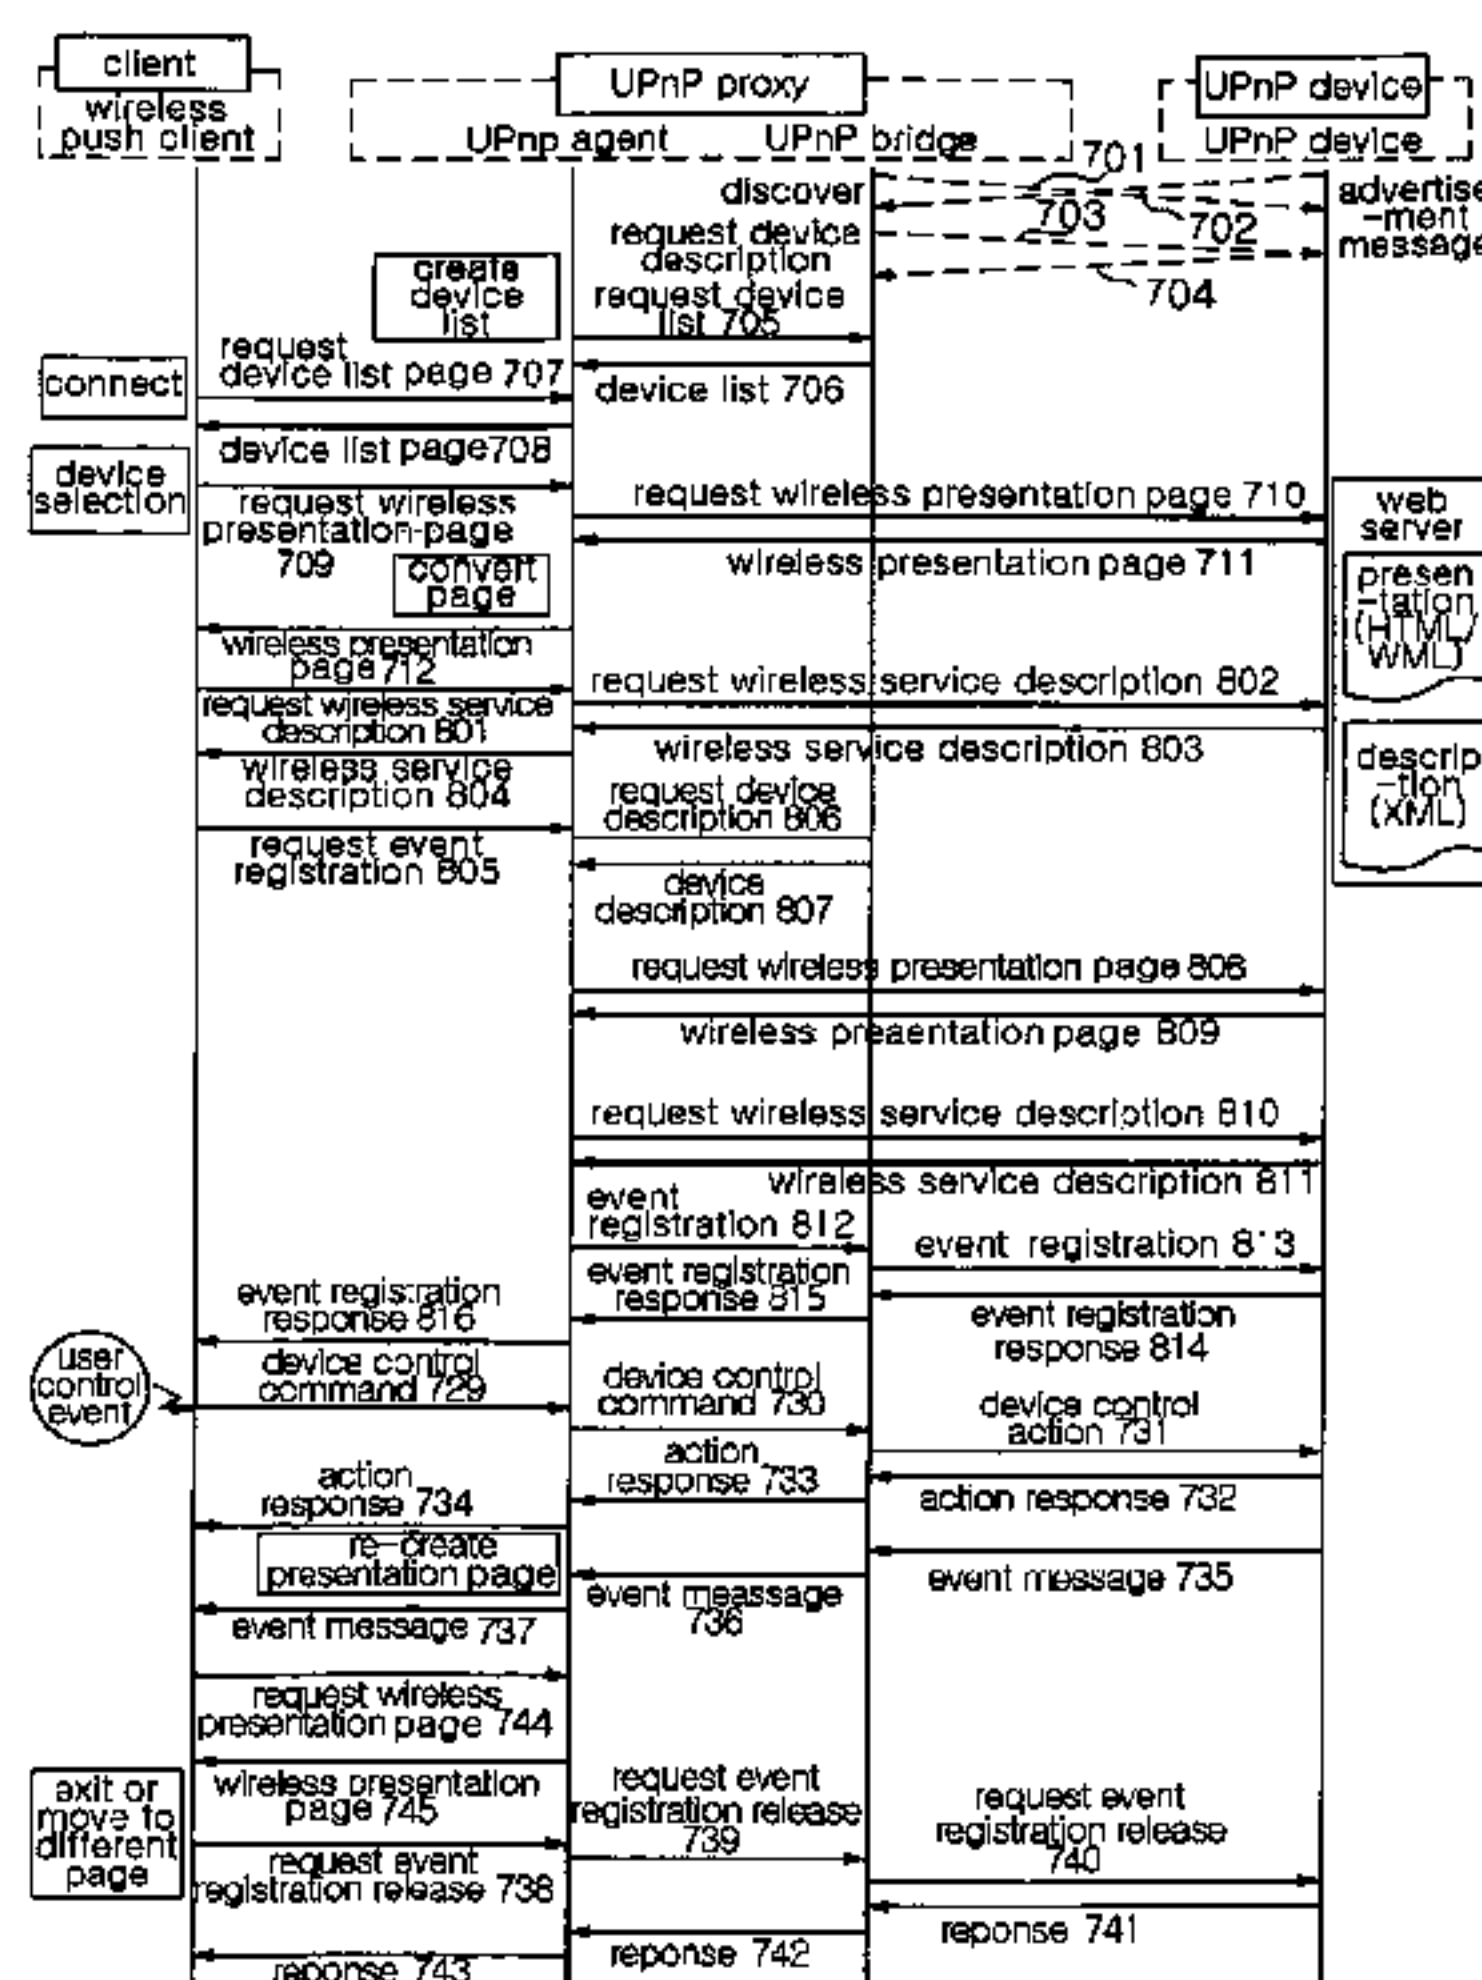 client
wireless
push client
UPnP proxy
UPnp agent
UPnP bridge
UPnP device
UPnP device
701
discover
advertise
-ment
message
703
702
request device
description
704
create
device
list
request device
list 705
request
device list page 707
connect
device list 706
device list page708
device
selection
request wireless presentation page 710
request wireless
presentation-page
709
web
server
wireless presentation page 711
convert
page
presen
-tation
(HTML/
WML)
wireless presentation
page712
request wireless service description 802
request wireless service
description 801
wireless service description 803
descrip
-tion
(XML)
wireless service
description 804
request device
description 806
request event
registration 805
device
description 807
request wireless presentation page 808
wireless preaentation page 809
request wireless service description 810
wireless service description 811
event
registration 812
event registration 813
event registration
response 815
event registration
response 816
event registration
response 814
user
control
event
device control
command 729
device control
command 730
device control
action 731
action
response 733
action
response 734
action response 732
re-create
presentation page
event meassage
736
event message 735
event message 737
request wireless
presentation page 744
wireless presentation
page 745
exit or
move to
different
page
request event
registration release
739
request event
registration release
740
request event
registration release 738
reponse 741
reponse 742
reponse 743